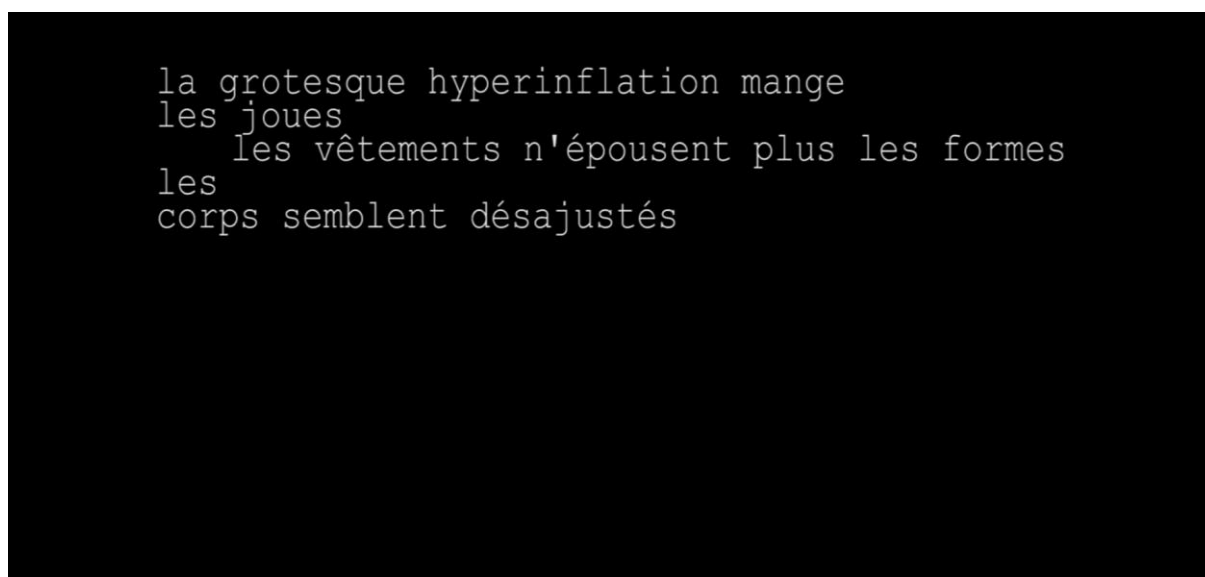 la grotesque hyperinflation mange
les joues
les vêtements n'épousent plus les formes
les
corps semblent désajustés